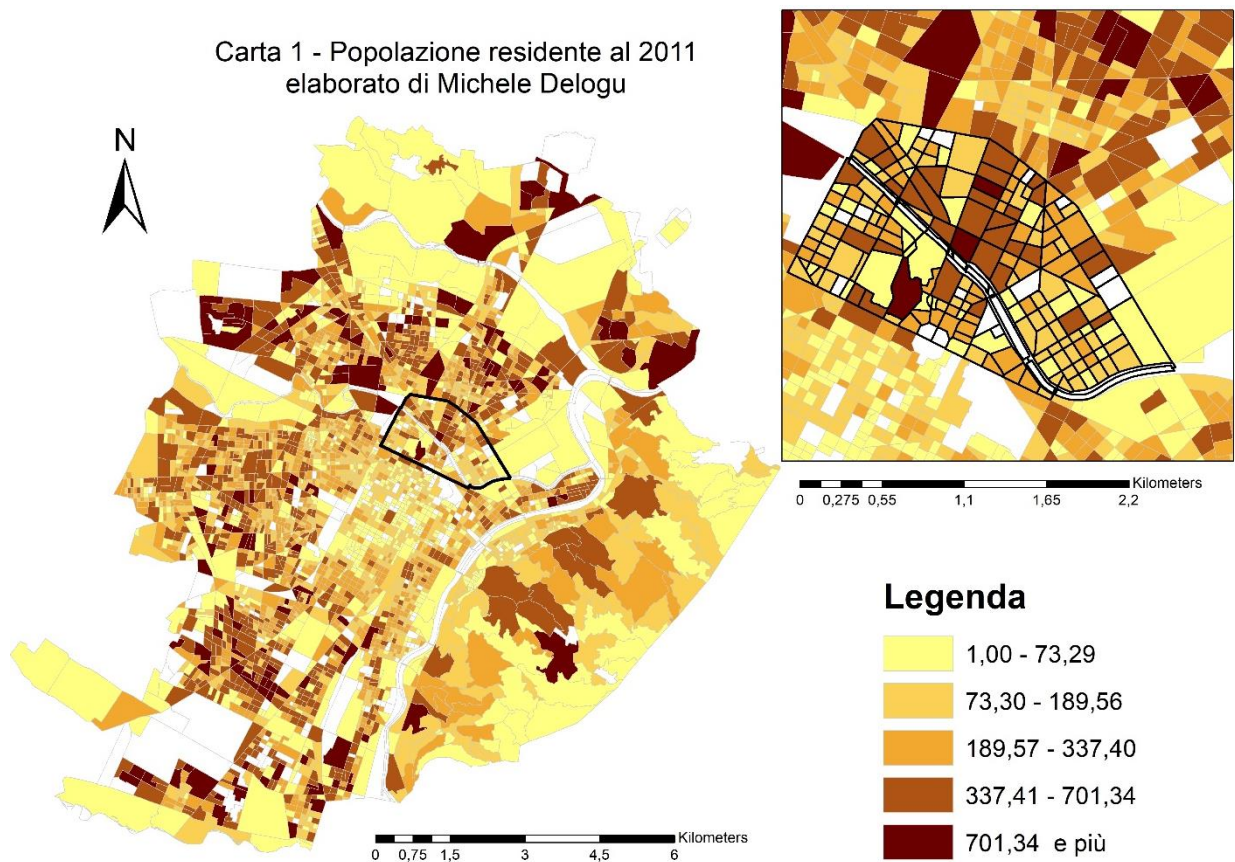 Carta 1 - Popolazione residente al 2011
elaborato di Michele Delogu
N
Kilometers
0 0,275 0,55 1,1 1,65 2,2
Legenda
1,00 - 73,29
73,30 - 189,56
189,57 - 337,40
337,41 - 701,34
701,34 e più
Kilometers
0 0,75 1,5 3 4,5 6